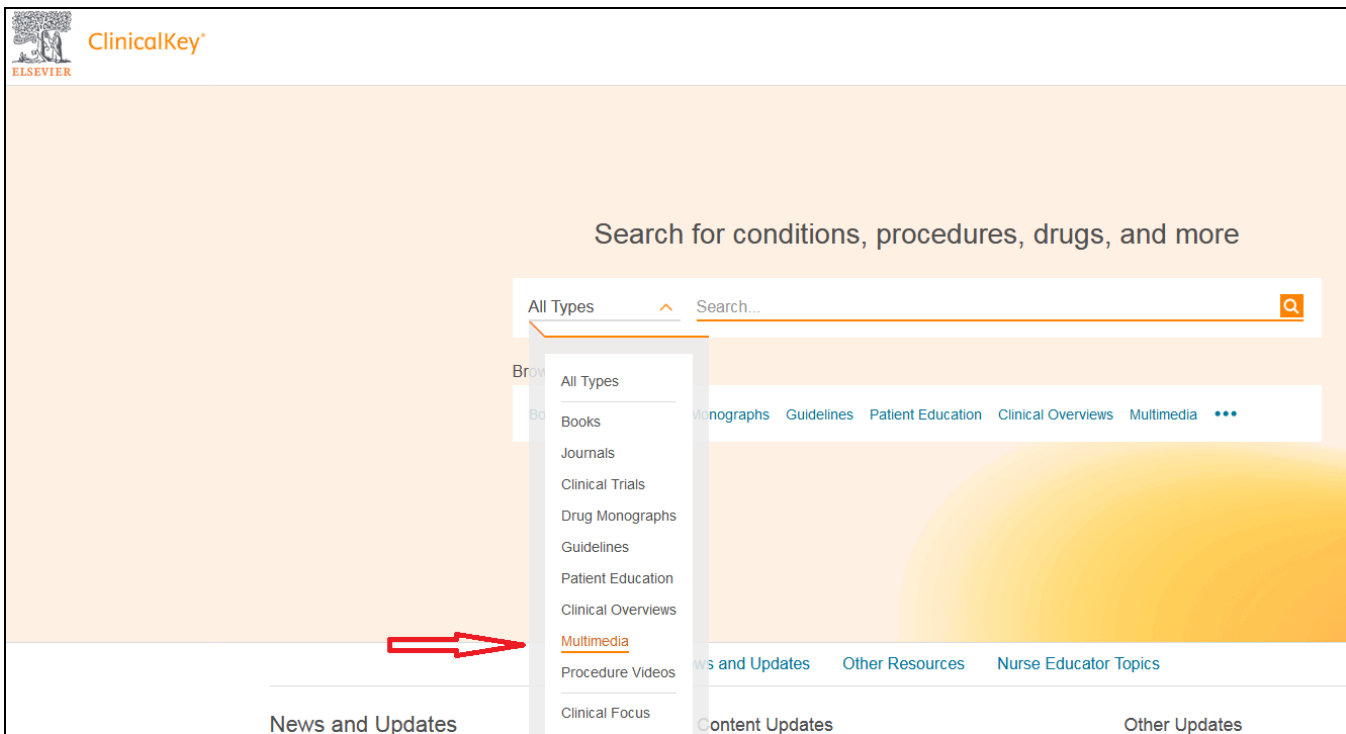 ELSEVIER
ClinicalKey®
Search for conditions, procedures, drugs, and more
All Types Search...
All Types
Books
Journals
Clinical Trials
Drug Monographs
Guidelines
Patient Education
Clinical Overviews
Multimedia
Procedure Videos
Clinical Focus
Guidelines Patient Education Clinical Overviews Multimedia •••
and Updates Other Resources Nurse Educator Topics
News and Updates Content Updates Other Updates